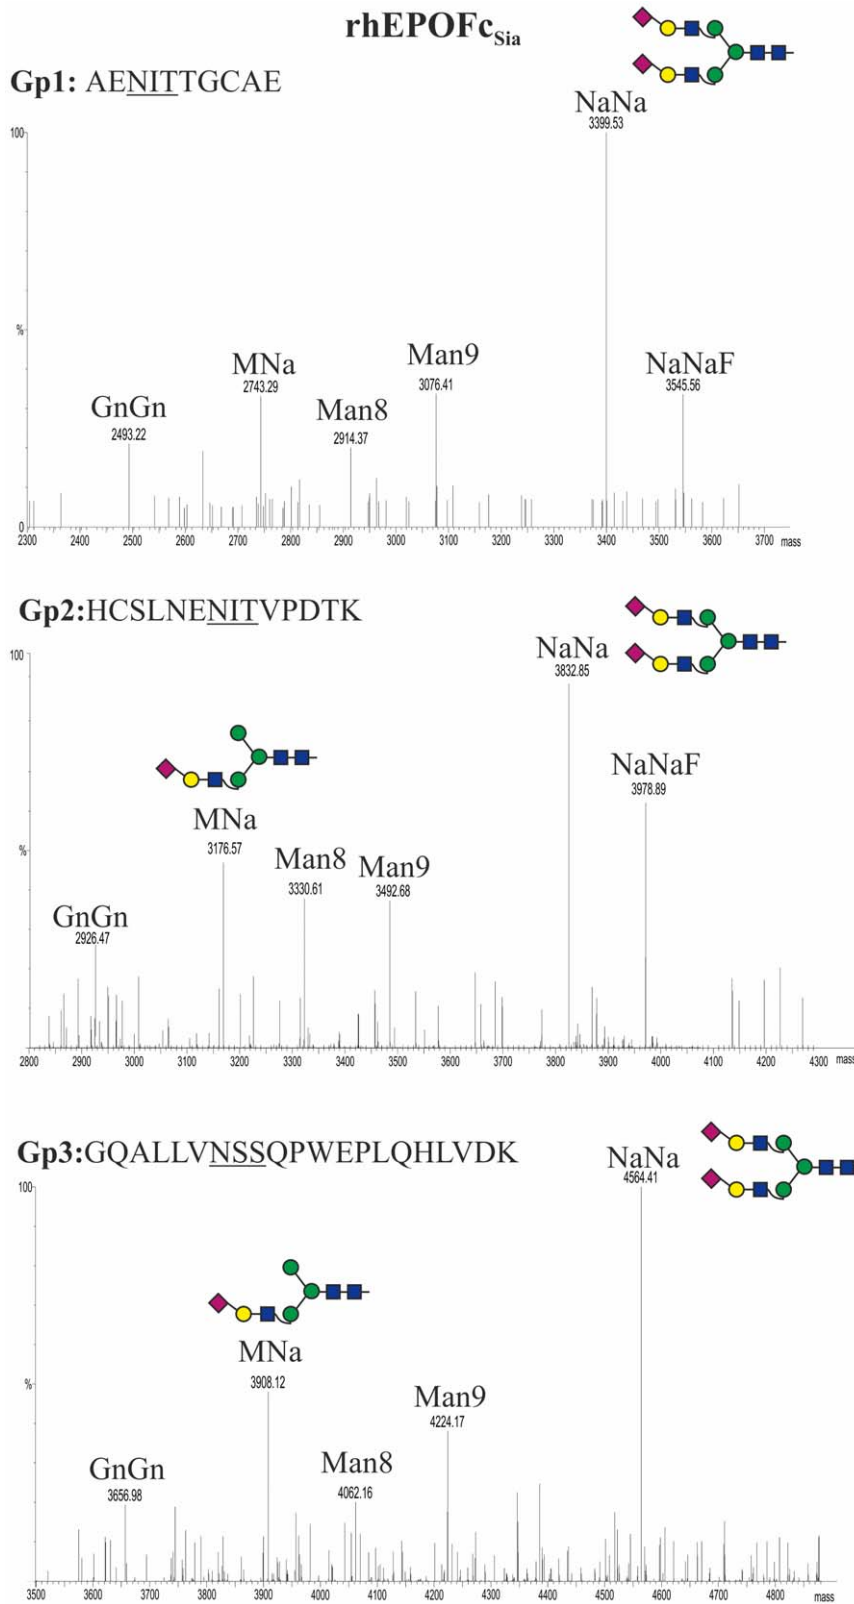 rhEPOFcSia
Gp1: AENITTGCAE
NaNa
3399.53
100
Man9
3076.41
MNa
2743.29
NaNaF
3545.56
%
GnGn
2493.22
Man8
2914.37
0
2300 2400 2500 2600 2700 2800 2900 3000 3100 3200 3300 3400 3500 3600 3700 mass
Gp2:HCSLNENITVPDTK
NaNa
3832.85
100
NaNaF
3978.89
MNa
3176.57
%
Man8
3330.61
Man9
3492.68
GnGn
2926.47
0
2800 2900 3000 3100 3200 3300 3400 3500 3600 3700 3800 3900 4000 4100 4200 4300 mass
Gp3:GQALLVNSSQPWEPLQHLVDK
NaNa
4564.41
100
MNa
3908.12
%
Man9
4224.17
Man8
4062.16
GnGn
3656.98
3500 3600 3700 3800 3900 4000 4100 4200 4300 4400 4500 4600 4700 4800 mass